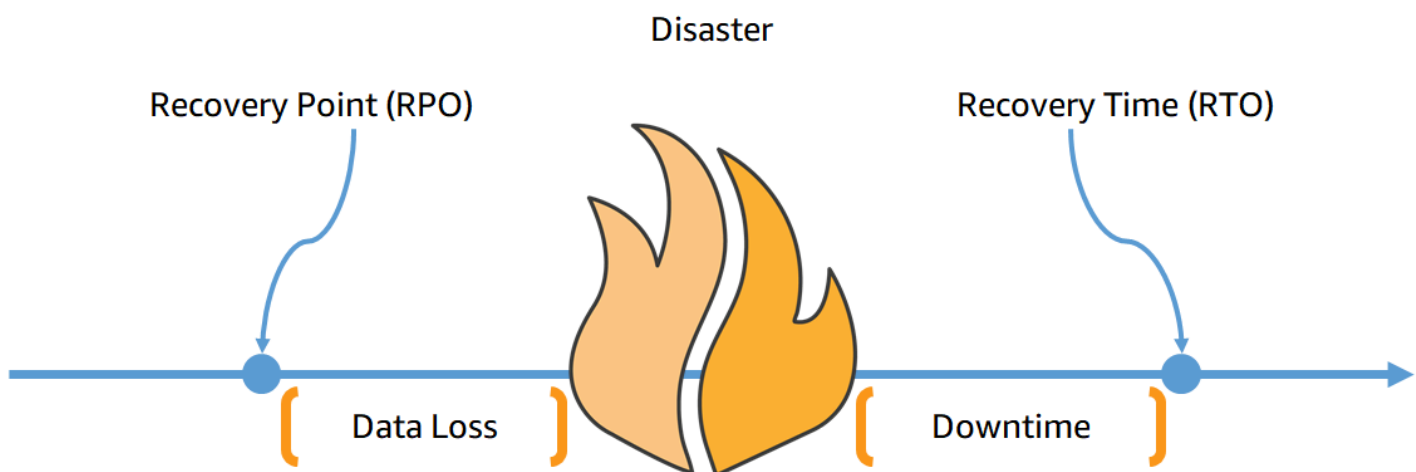 Disaster
Recovery Point (RPO)
Recovery Time (RTO)
Data Loss
Downtime